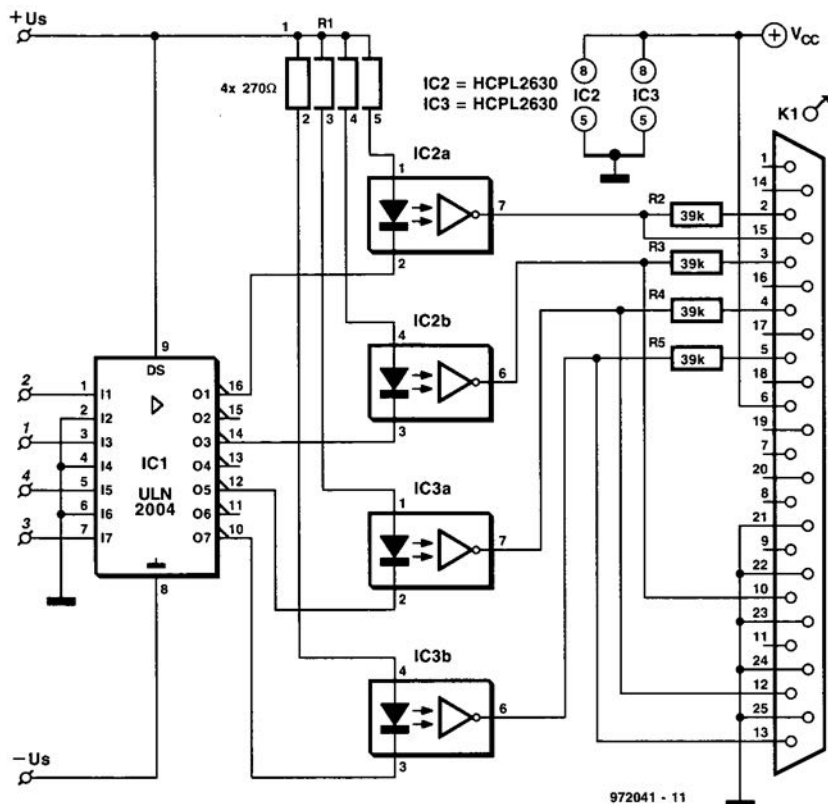 +Us
1
R1
4x 270Ω
2
3
4
5
IC2 = HCPL2630
IC3 = HCPL2630
8
IC2
5
8
IC3
5
+
VCC
K1
IC2a
1
2
7
IC2b
4
3
6
IC3a
1
2
7
IC3b
4
3
6
R2
39k
R3
39k
R4
39k
R5
39k
9
DS
2
1
I1
2
I2
1
3
I3
4
I4
4
5
I5
6
I6
3
7
I7
IC1
ULN
2004
O1
16
O2
15
O3
14
O4
13
O5
12
O6
11
O7
10
8
−Us
1
14
2
15
3
16
4
17
5
18
6
19
7
20
8
21
9
22
10
23
11
24
12
25
13
972041 - 11